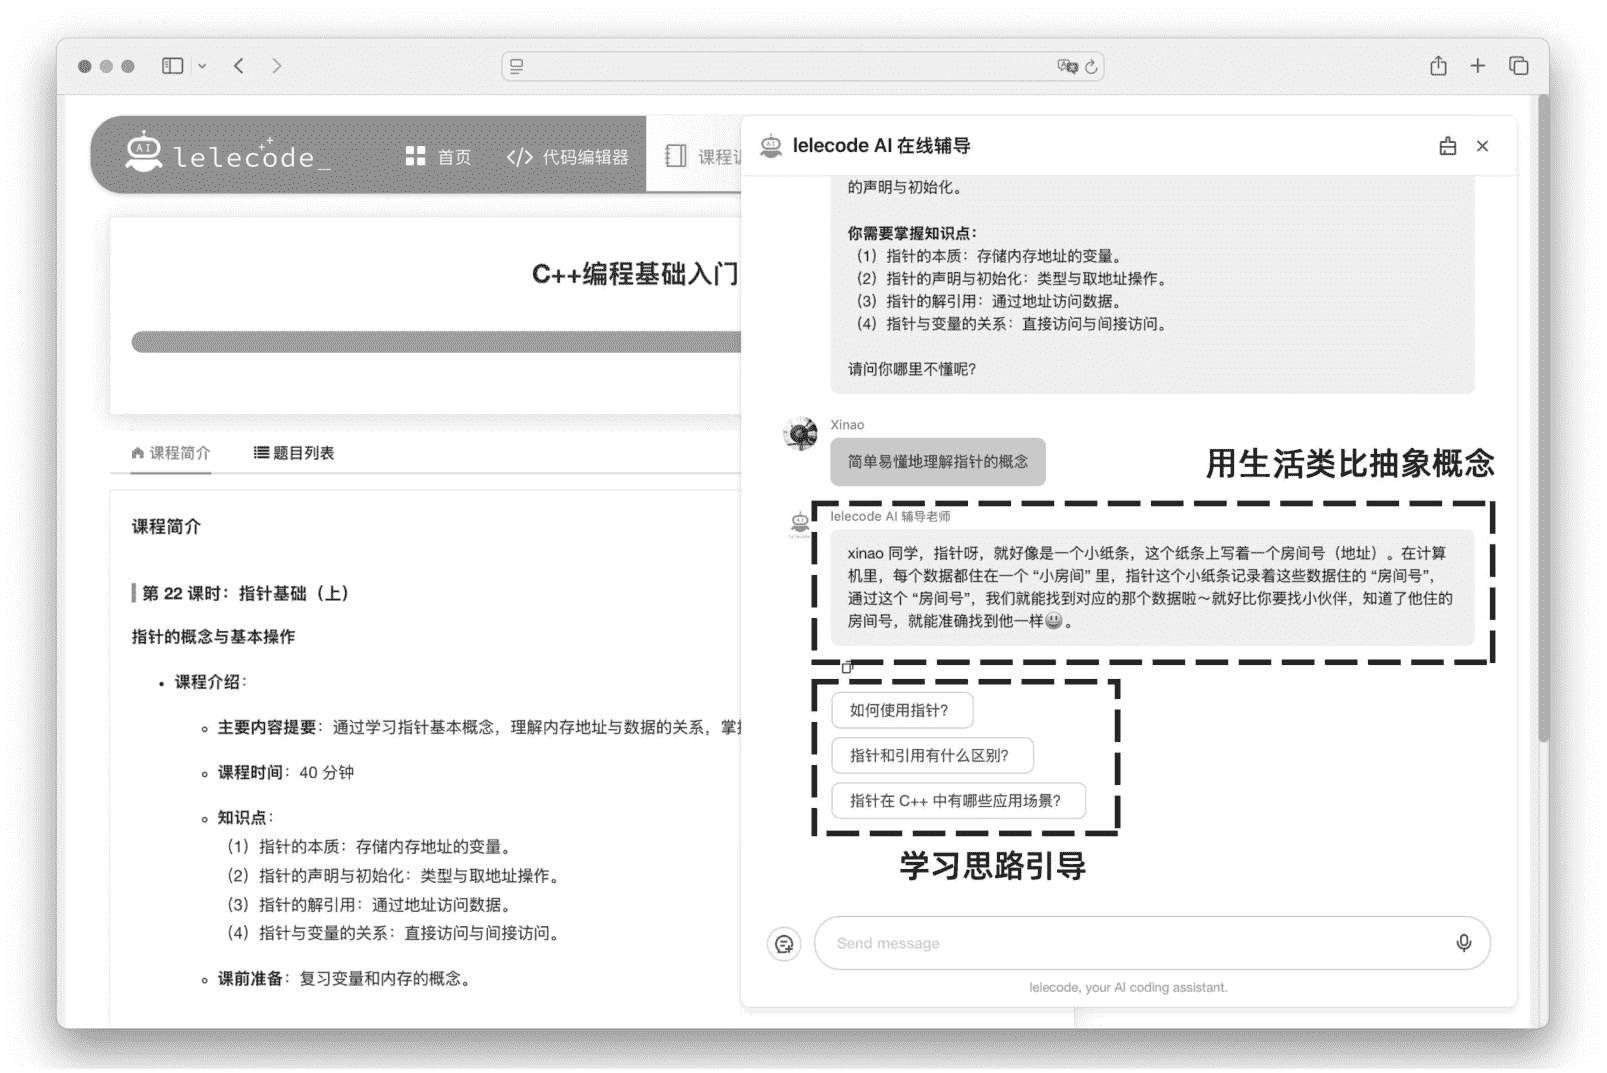 AI
lelecode_
首页
</> 代码编辑器
课程
C++编程基础入门
课程简介
题目列表
课程简介
第 22 课时：指针基础（上）
指针的概念与基本操作
• 课程介绍：
主要内容提要：通过学习指针基本概念，理解内存地址与数据的关系，掌
课程时间：40 分钟
知识点：
（1）指针的本质：存储内存地址的变量。
（2）指针的声明与初始化：类型与取地址操作。
（3）指针的解引用：通过地址访问数据。
（4）指针与变量的关系：直接访问与间接访问。
课前准备：复习变量和内存的概念。
lelecode AI 在线辅导
的声明与初始化。
你需要掌握知识点：
（1）指针的本质：存储内存地址的变量。
（2）指针的声明与初始化：类型与取地址操作。
（3）指针的解引用：通过地址访问数据。
（4）指针与变量的关系：直接访问与间接访问。
请问你哪里不懂呢？
Xinao
简单易懂地理解指针的概念
用生活类比抽象概念
lelecode AI 辅导老师
xinao 同学，指针呀，就好像是一个小纸条，这个纸条上写着一个房间号（地址）。在计算
机里，每个数据都住在一个 “小房间” 里，指针这个小纸条记录着这些数据住的 “房间号”，
通过这个 “房间号”，我们就能找到对应的那个数据啦～就好比你要找小伙伴，知道了他住的
房间号，就能准确找到他一样😃。
如何使用指针？
指针和引用有什么区别？
指针在 C++ 中有哪些应用场景？
学习思路引导
Send message
lelecode, your AI coding assistant.